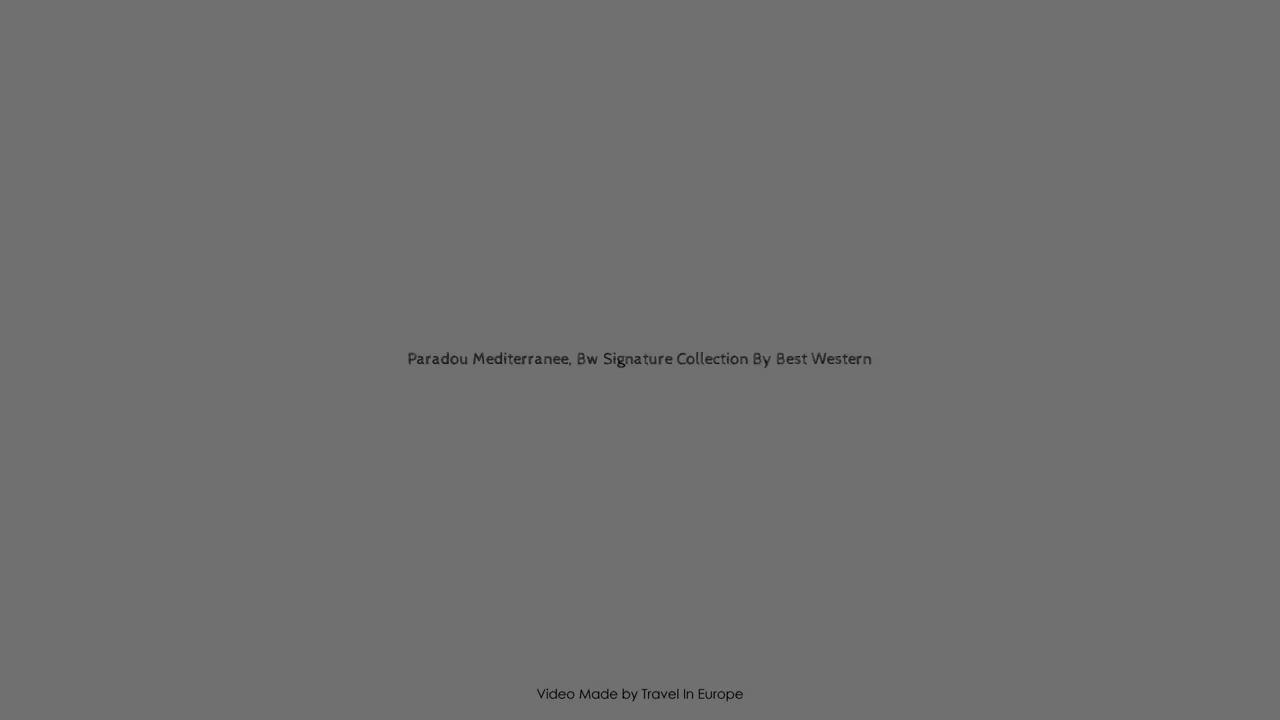 Paradou Mediterranee, Bw Signature Collection By Best Western
Video Made by Travel In Europe